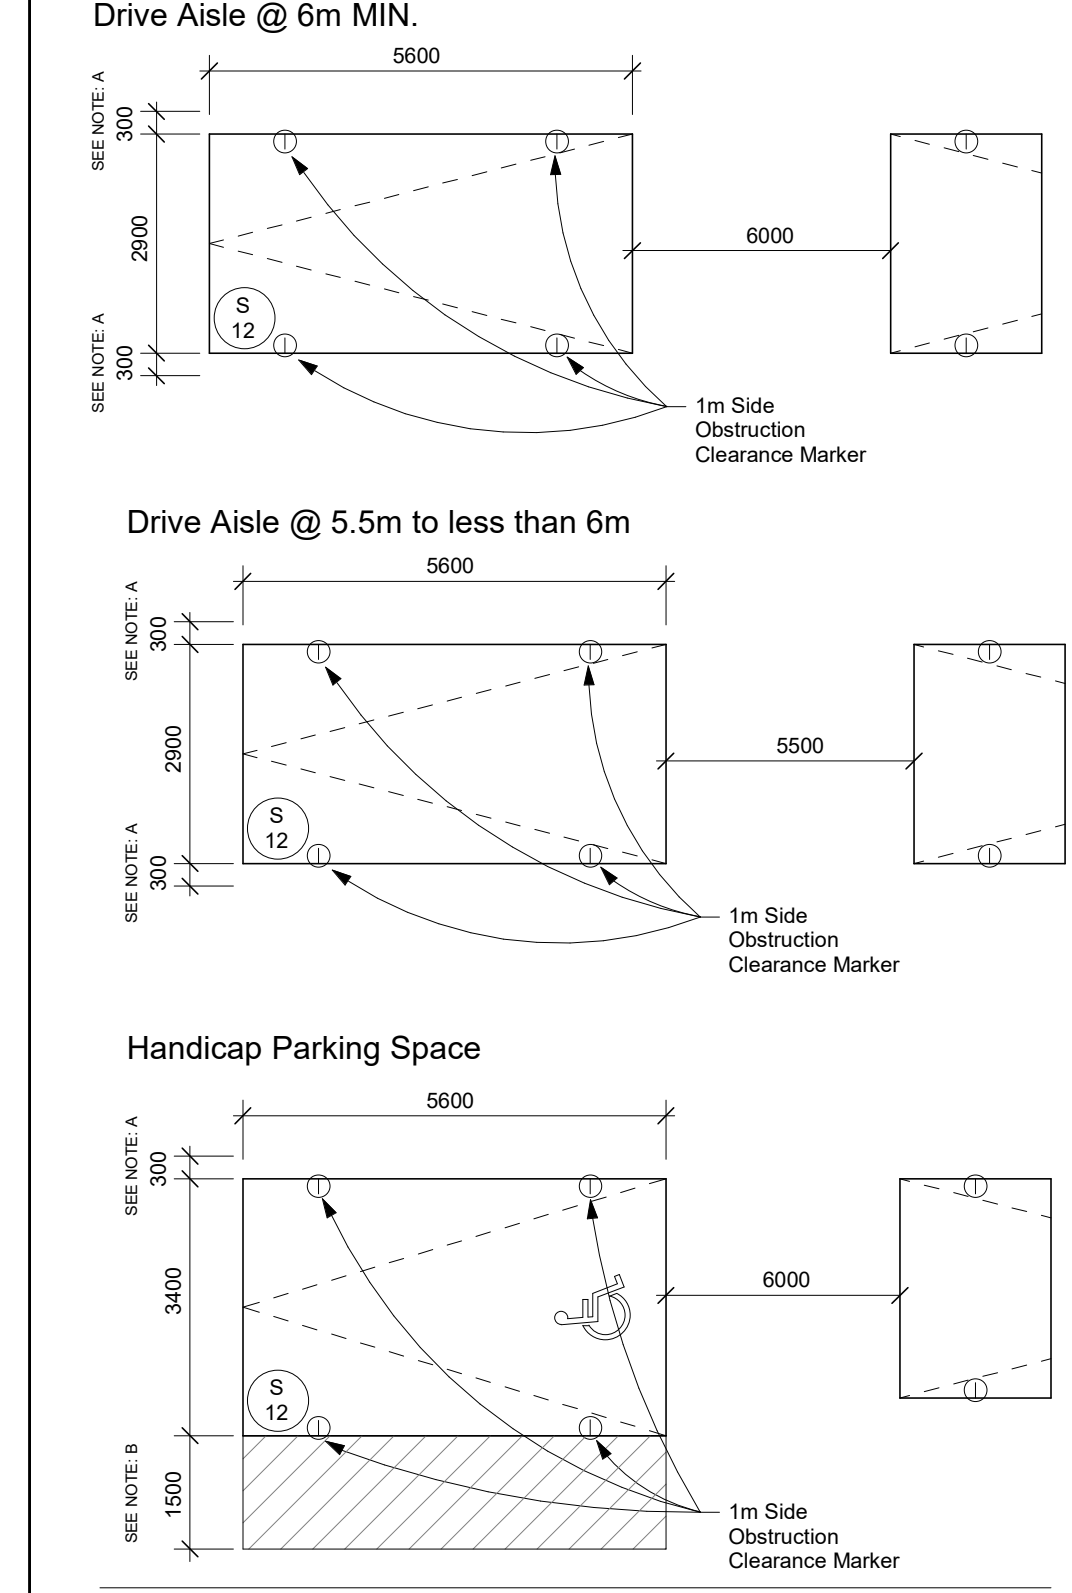 Drive Aisle @ 6m MIN.
5600
SEE NOTE: A
300
2900
6000
S
12
SEE NOTE: A
300
1m Side
Obstruction
Clearance Marker
Drive Aisle @ 5.5m to less than 6m
5600
SEE NOTE: A
300
2900
5500
S
12
SEE NOTE: A
300
1m Side
Obstruction
Clearance Marker
Handicap Parking Space
5600
SEE NOTE: A
300
3400
6000
S
12
SEE NOTE: B
1500
1m Side
Obstruction
Clearance Marker